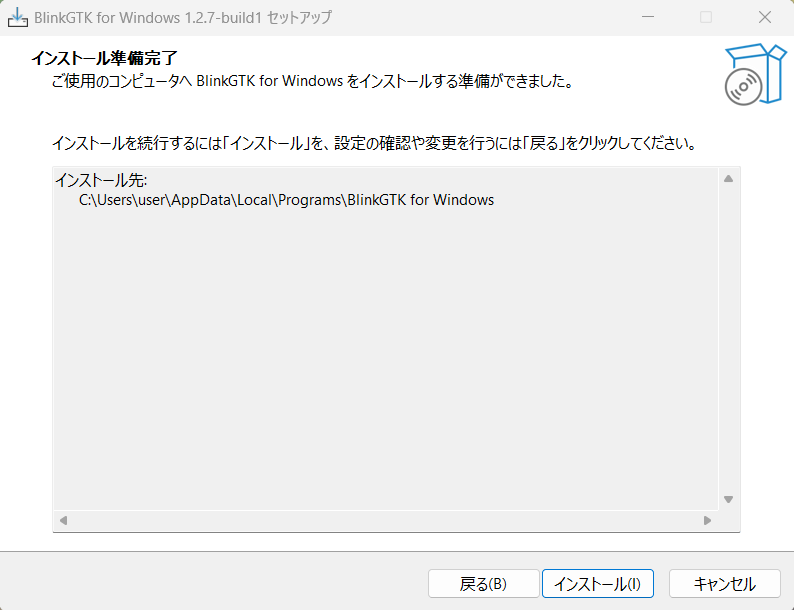 BlinkGTK for Windows 1.2.7-build1 セットアップ
インストール準備完了
ご使用のコンピュータへ BlinkGTK for Windows をインストールする準備ができました。
インストールを続行するには「インストール」を、設定の確認や変更を行うには「戻る」をクリックしてください。
インストール先:
C:\Users\user\AppData\Local\Programs\BlinkGTK for Windows
戻る(B)
インストール(I)
キャンセル